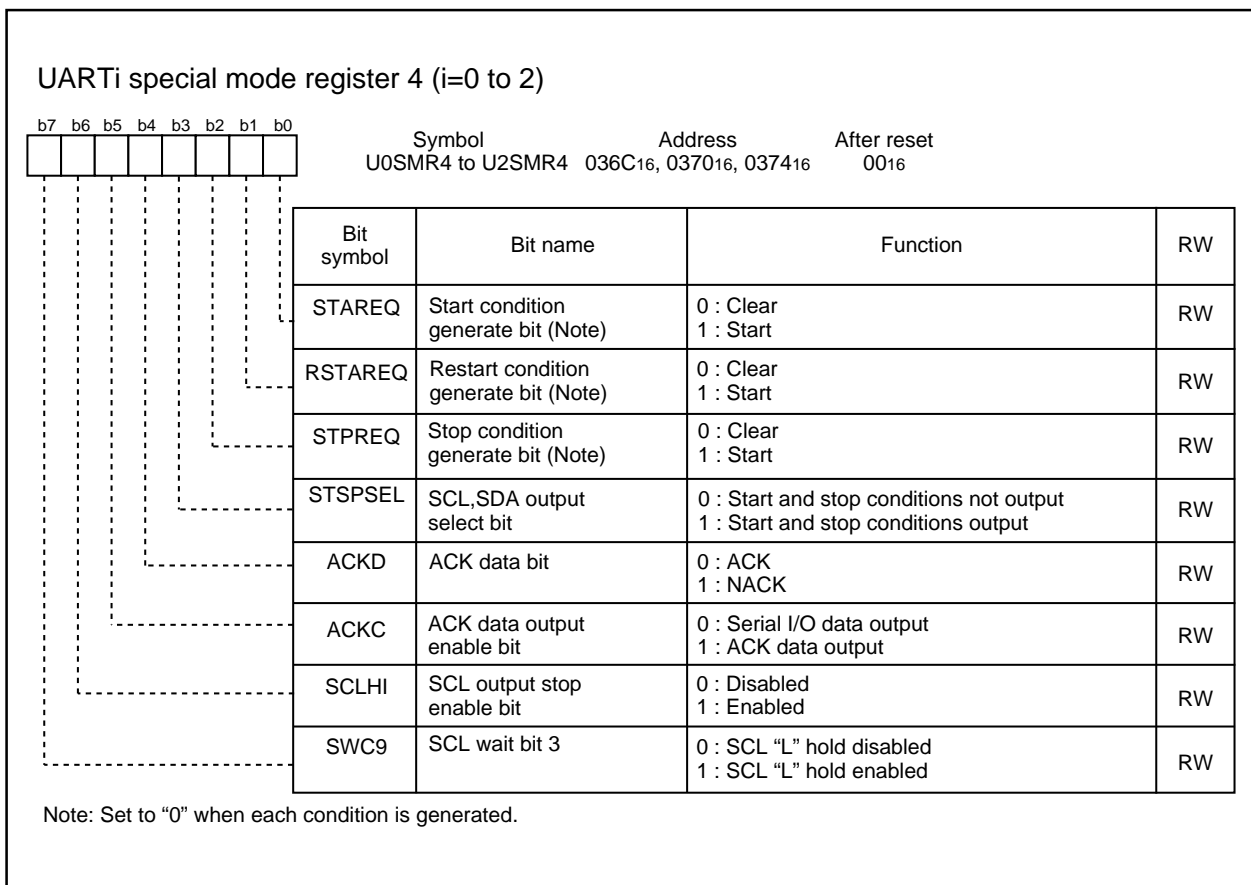 UARTi special mode register 4 (i=0 to 2)
b7 b6 b5 b4 b3 b2 b1 b0
Symbol Address After reset
U0SMR4 to U2SMR4 036C16, 037016, 037416 0016
Bit symbol Bit name Function RW
STAREQ Start condition generate bit (Note) 0 : Clear
1 : Start RW
RSTAREQ Restart condition generate bit (Note) 0 : Clear
1 : Start RW
STPREQ Stop condition generate bit (Note) 0 : Clear
1 : Start RW
STSPSEL SCL,SDA output select bit 0 : Start and stop conditions not output
1 : Start and stop conditions output RW
ACKD ACK data bit 0 : ACK
1 : NACK RW
ACKC ACK data output enable bit 0 : Serial I/O data output
1 : ACK data output RW
SCLHI SCL output stop enable bit 0 : Disabled
1 : Enabled RW
SWC9 SCL wait bit 3 0 : SCL “L” hold disabled
1 : SCL “L” hold enabled RW
Note: Set to “0” when each condition is generated.